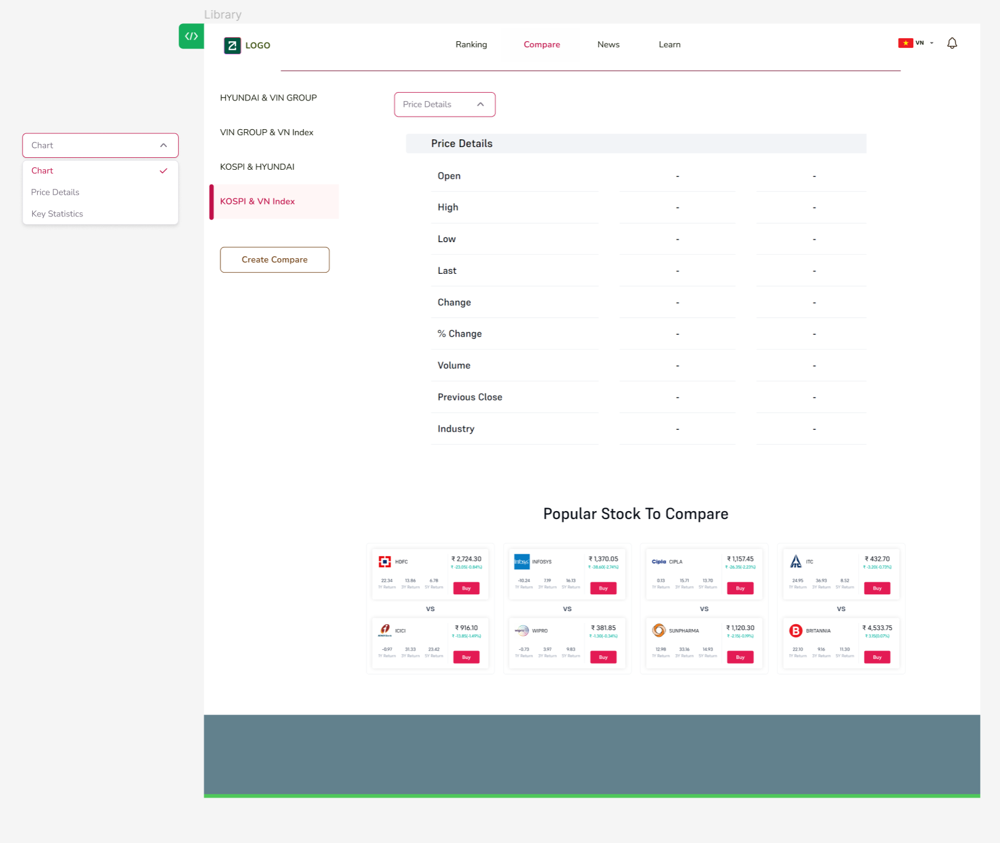 Library
</>
LOGO
Ranking
Compare
News
Learn
VN
HYUNDAI & VIN GROUP
VIN GROUP & VN Index
KOSPI & HYUNDAI
KOSPI & VN Index
Create Compare
Chart
Chart
Price Details
Key Statistics
Price Details
Price Details
Open - -
High - -
Low - -
Last - -
Change - -
% Change - -
Volume - -
Previous Close - -
Industry - -
Popular Stock To Compare
HDFC
₹ 2,724.30
₹ -23.05(-0.84%)
22.34 13.86 6.78
1Y Return 3Y Return 5Y Return
Buy
VS
ICICI
₹ 916.10
₹ -13.85(-1.49%)
-0.97 31.33 23.42
1Y Return 3Y Return 5Y Return
Buy
Infosys
INFOSYS
₹ 1,370.05
₹ -38.60(-2.74%)
-10.24 7.19 16.13
1Y Return 3Y Return 5Y Return
Buy
VS
wipro
WIPRO
₹ 381.85
₹ -1.30(-0.34%)
-0.73 3.97 9.83
1Y Return 3Y Return 5Y Return
Buy
Cipla
CIPLA
₹ 1,157.45
₹ -26.35(-2.23%)
0.13 15.71 13.70
1Y Return 3Y Return 5Y Return
Buy
VS
SUNPHARMA
₹ 1,120.30
₹ -2.15(-0.19%)
12.98 33.16 14.93
1Y Return 3Y Return 5Y Return
Buy
ITC
ITC
₹ 432.70
₹ -3.20(-0.73%)
24.95 36.93 8.52
1Y Return 3Y Return 5Y Return
Buy
VS
B
BRITANNIA
₹ 4,533.75
₹ 3.15(0.07%)
22.10 9.16 11.30
1Y Return 3Y Return 5Y Return
Buy